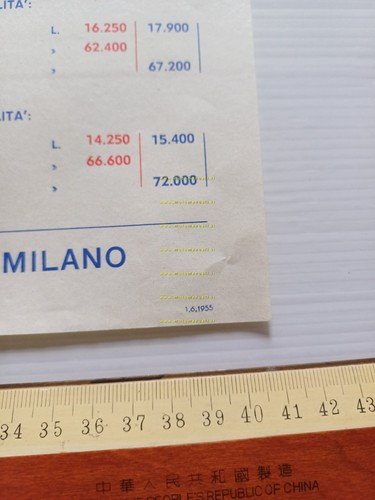 LITA':
L. 16.250 17.900
» 62.400
» 67.200
LITA':
L. 14.250 15.400
» 66.600
» 72.000
MILANO
1,6,1955
34 35 36 37 38 39 40 41 42 43
中華人民共和國製造
PEOPLE'S REPUBLIC OF CHINA